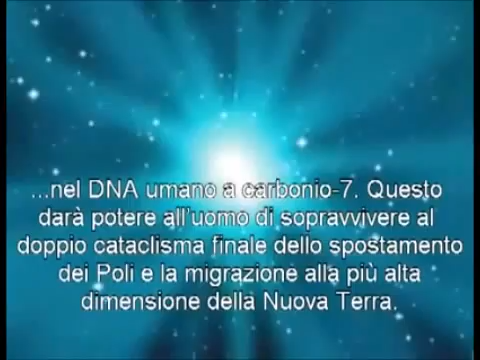 ...nel DNA umano a carbonio-7. Questo
darà potere all'uomo di sopravvivere al
doppio cataclisma finale dello spostamento
dei Poli e la migrazione alla più alta
dimensione della Nuova Terra.